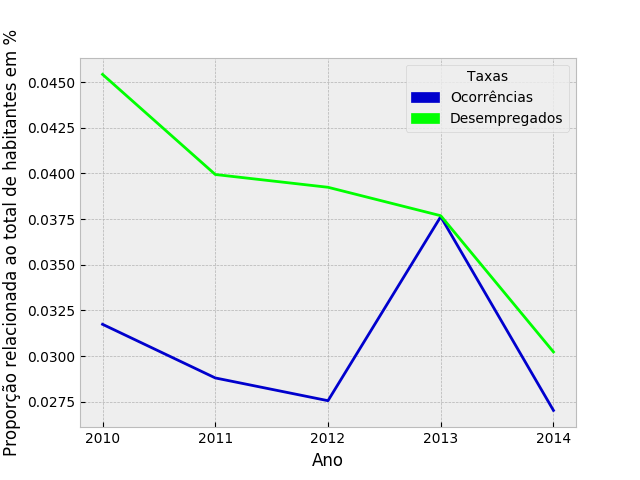 Proporção relacionada ao total de habitantes em %
0.0450
0.0425
0.0400
0.0375
0.0350
0.0325
0.0300
0.0275
Taxas
Ocorrências
Desempregados
2010 2011 2012 2013 2014
Ano